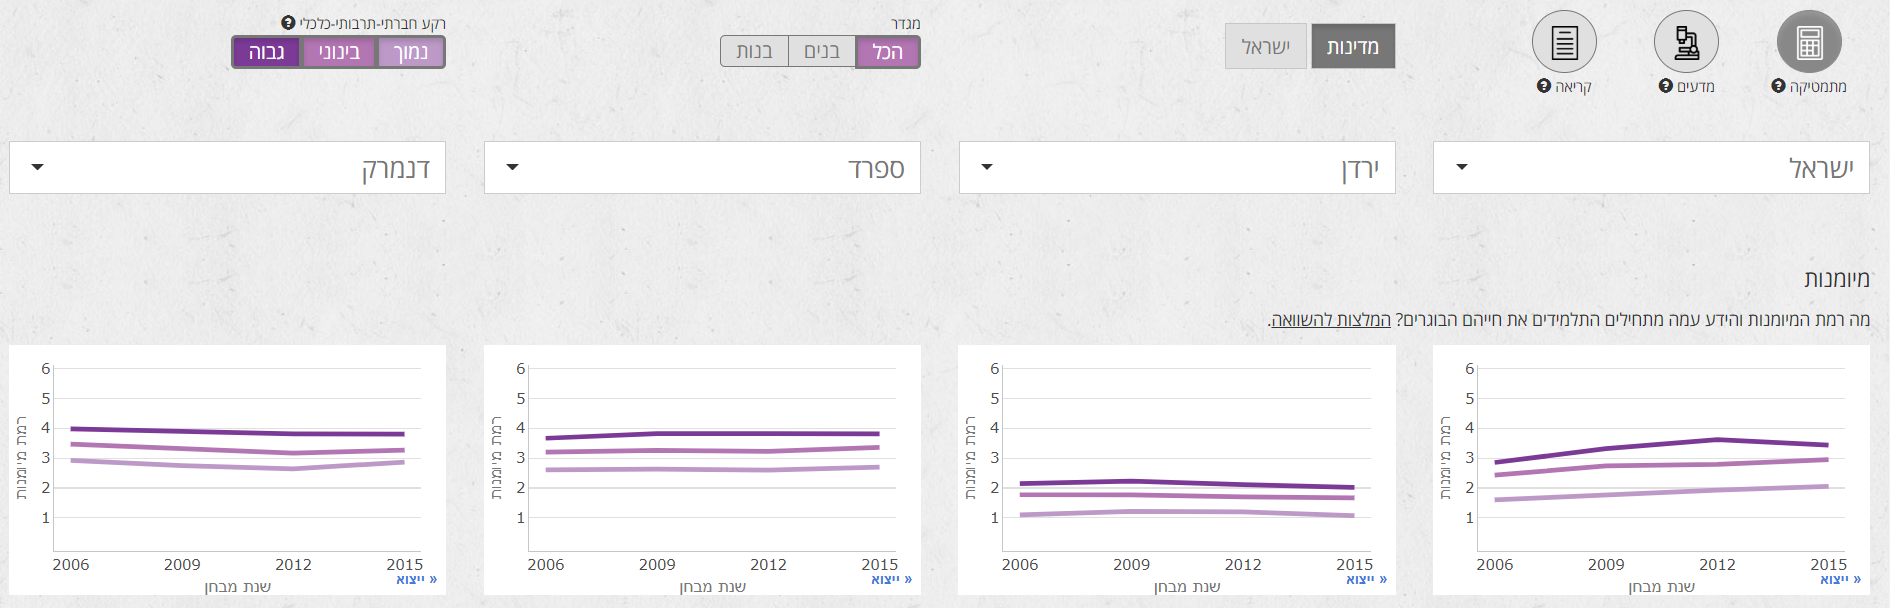 מתמטיקה ?
מדעים ?
קריאה ?
מדינות
ישראל
מגדר
הכל
בנים
בנות
רקע חברתי-תרבותי-כלכלי ?
נמוך
בינוני
גבוה
ישראל
ירדן
ספרד
דנמרק
מיומנות
מה רמת המיומנות והידע עמה מתחילים התלמידים את חייהם הבוגרים? המלצות להשוואה.
6
5
4
3
2
1
רמת מיומנות
2006 2009 2012 2015
שנת מבחן
ייצוא »
6
5
4
3
2
1
רמת מיומנות
2006 2009 2012 2015
שנת מבחן
ייצוא »
6
5
4
3
2
1
רמת מיומנות
2006 2009 2012 2015
שנת מבחן
ייצוא »
6
5
4
3
2
1
רמת מיומנות
2006 2009 2012 2015
שנת מבחן
ייצוא »